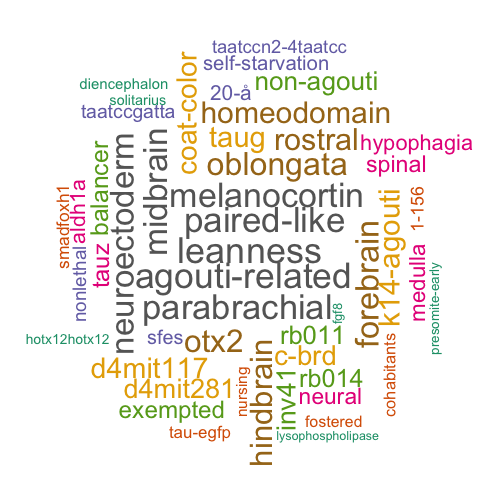 taatccn2-4taatcc
self-starvation
diencephalon
non-agouti
solitarius
20-å
taatccgatta
coat-color
homeodomain
taug
rostral
hypophagia
oblongata
spinal
balancer
neuroectoderm
midbrain
melanocortin
smadfoxh1
aldh1a
paired-like
k14-agouti
1-156
nonlethal
tauz
leanness
forebrain
medulla
agouti-related
presomite-early
parabrachial
fgf8
hotx12hotx12
sfes
otx2
rb011
cohabitants
c-brd
d4mit117
rb014
d4mit281
nursing
hindbrain
inv41
neural
exempted
fostered
tau-egfp
lysophospholipase